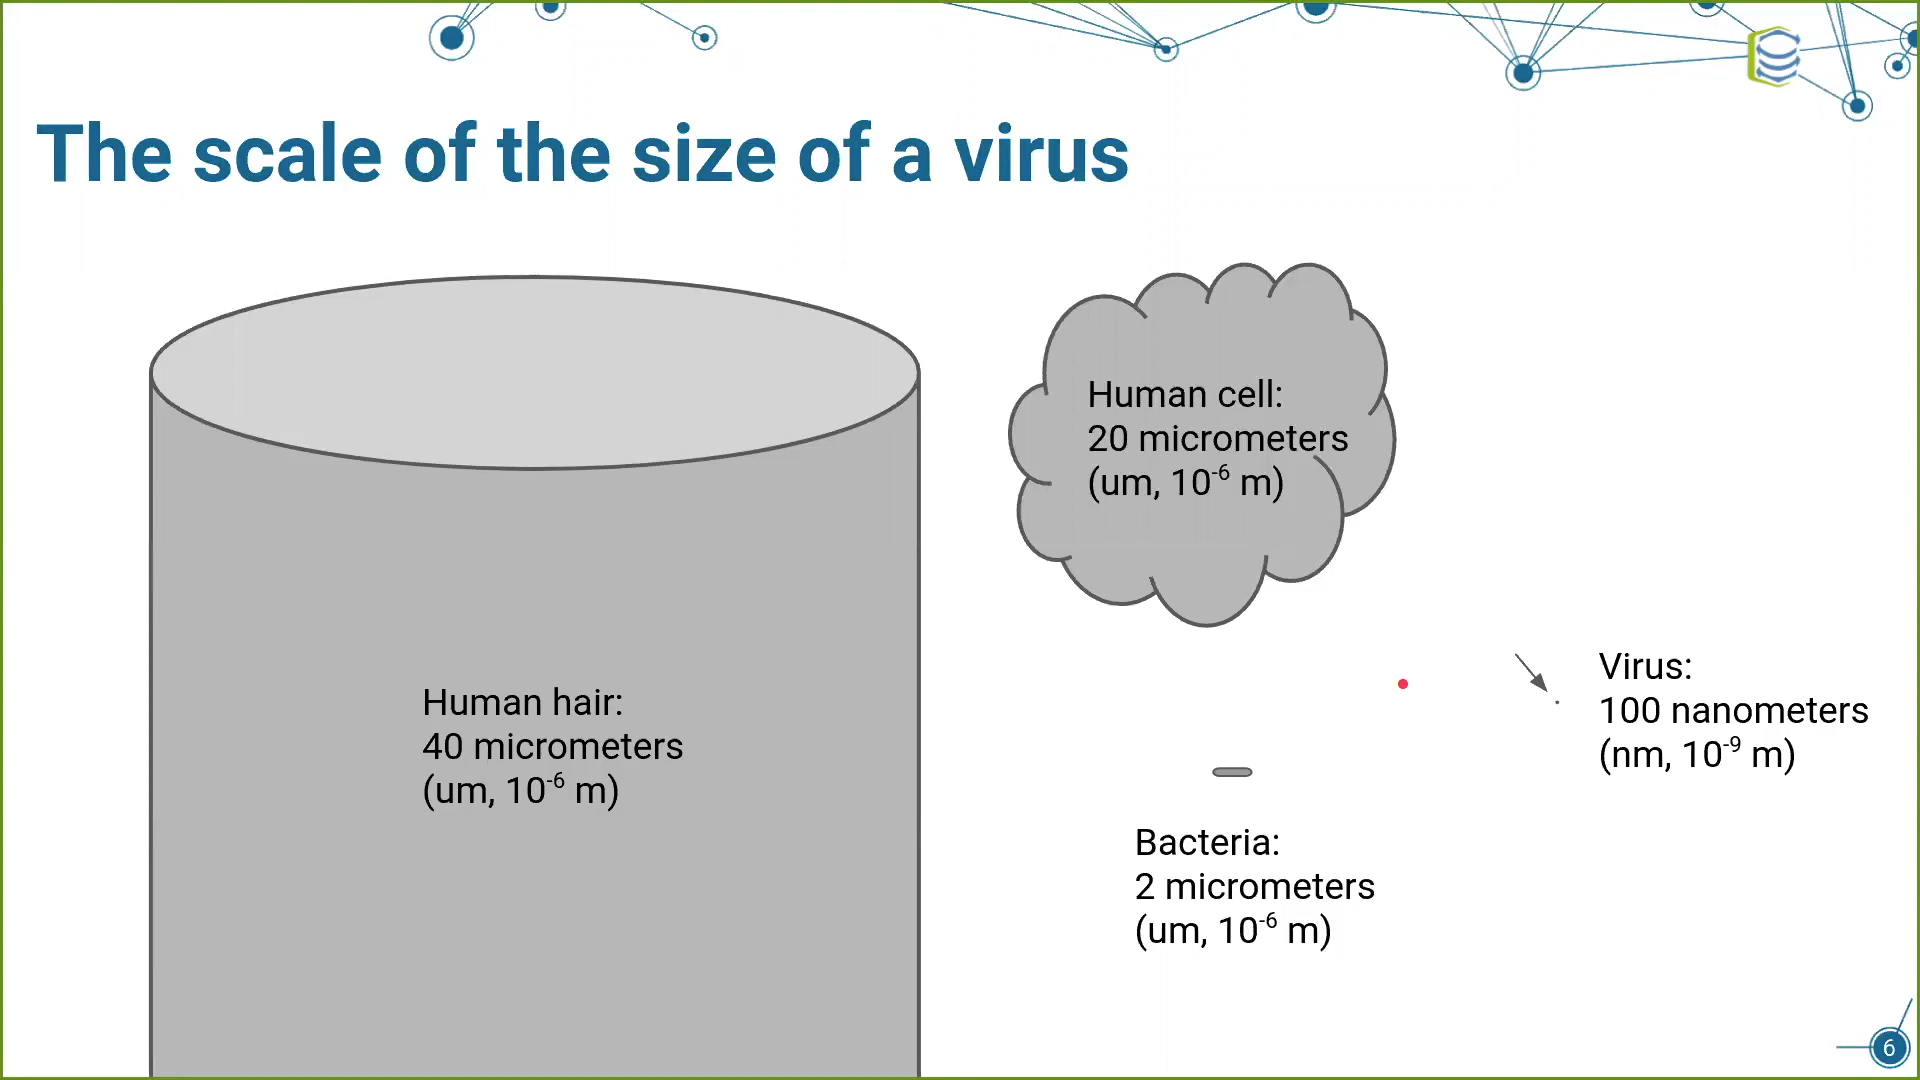 The scale of the size of a virus
Human hair:
40 micrometers
(um, 10⁻⁶ m)
Human cell:
20 micrometers
(um, 10⁻⁶ m)
Bacteria:
2 micrometers
(um, 10⁻⁶ m)
Virus:
100 nanometers
(nm, 10⁻⁹ m)
6